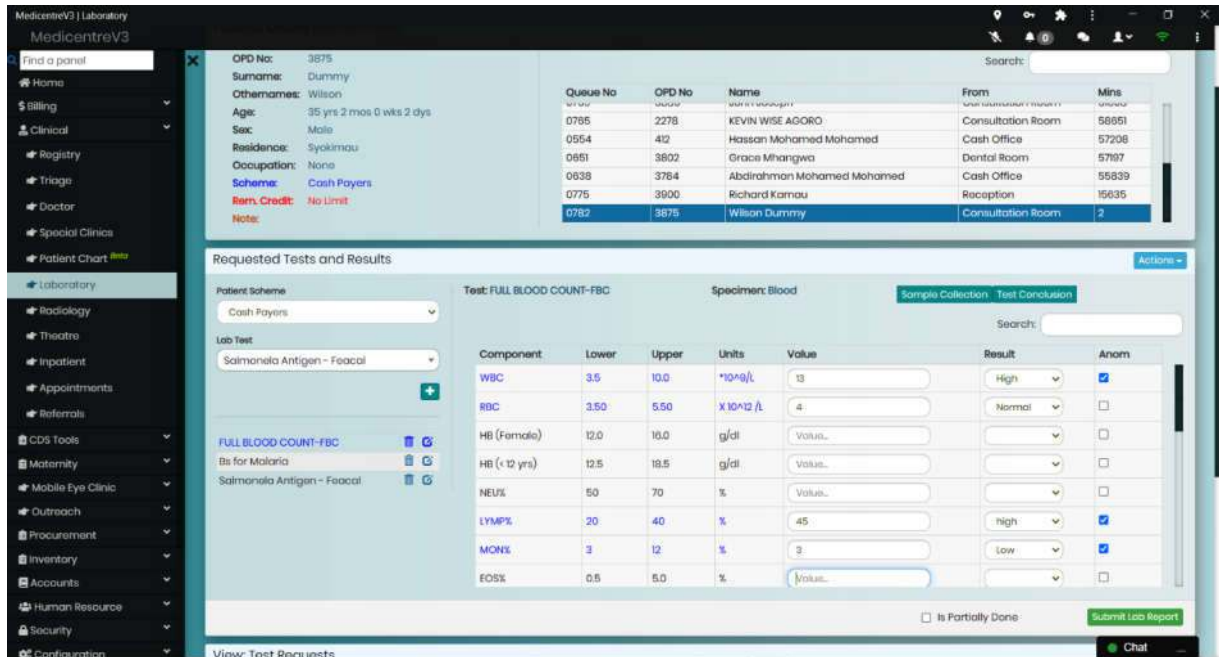 MedicentreV3 | Laboratory
MedicentreV3
0
Find a panel
Home
$ Billing
Clinical
Registry
Triage
Doctor
Special Clinics
Patient Chart Beta
Laboratory
Radiology
Theatre
Inpatient
Appointments
Referrals
CDS Tools
Maternity
Mobile Eye Clinic
Outreach
Procurement
Inventory
Accounts
Human Resource
Security
Configuration
OPD No: 3875
Surname: Dummy
Othernames: Wilson
Age: 35 yrs 2 mos 0 wks 2 dys
Sex: Male
Residence: Syokimau
Occupation: None
Scheme: Cash Payers
Rem. Credit: No Limit
Note:
Search:
Queue No OPD No Name From Mins
0765 2278 KEVIN WISE AGORO Consultation Room 58651
0554 412 Hassan Mohamed Mohamed Cash Office 57208
0651 3802 Grace Mhangwa Dental Room 57197
0638 3784 Abdirahman Mohamed Mohamed Cash Office 55839
0775 3900 Richard Kamau Reception 15635
0782 3875 Wilson Dummy Consultation Room 2
Requested Tests and Results
Actions
Patient Scheme
Cash Payers
Lab Test
Salmonela Antigen - Feacal
FULL BLOOD COUNT-FBC
Bs for Malaria
Salmonela Antigen - Feacal
Test: FULL BLOOD COUNT-FBC Specimen: Blood
Sample Collection Test Conclusion
Search:
Component Lower Upper Units Value Result Anom
WBC 3.5 10.0 *10^9/L 13 High
RBC 3.50 5.50 X 10^12 /L 4 Normal
HB (Female) 12.0 16.0 g/dl Value...
HB (< 12 yrs) 12.5 18.5 g/dl Value...
NEU% 50 70 % Value...
LYMP% 20 40 % 45 high
MON% 3 12 % 3 Low
EOS% 0.5 5.0 % Value...
Is Partially Done
Submit Lab Report
View: Test Requests
Chat